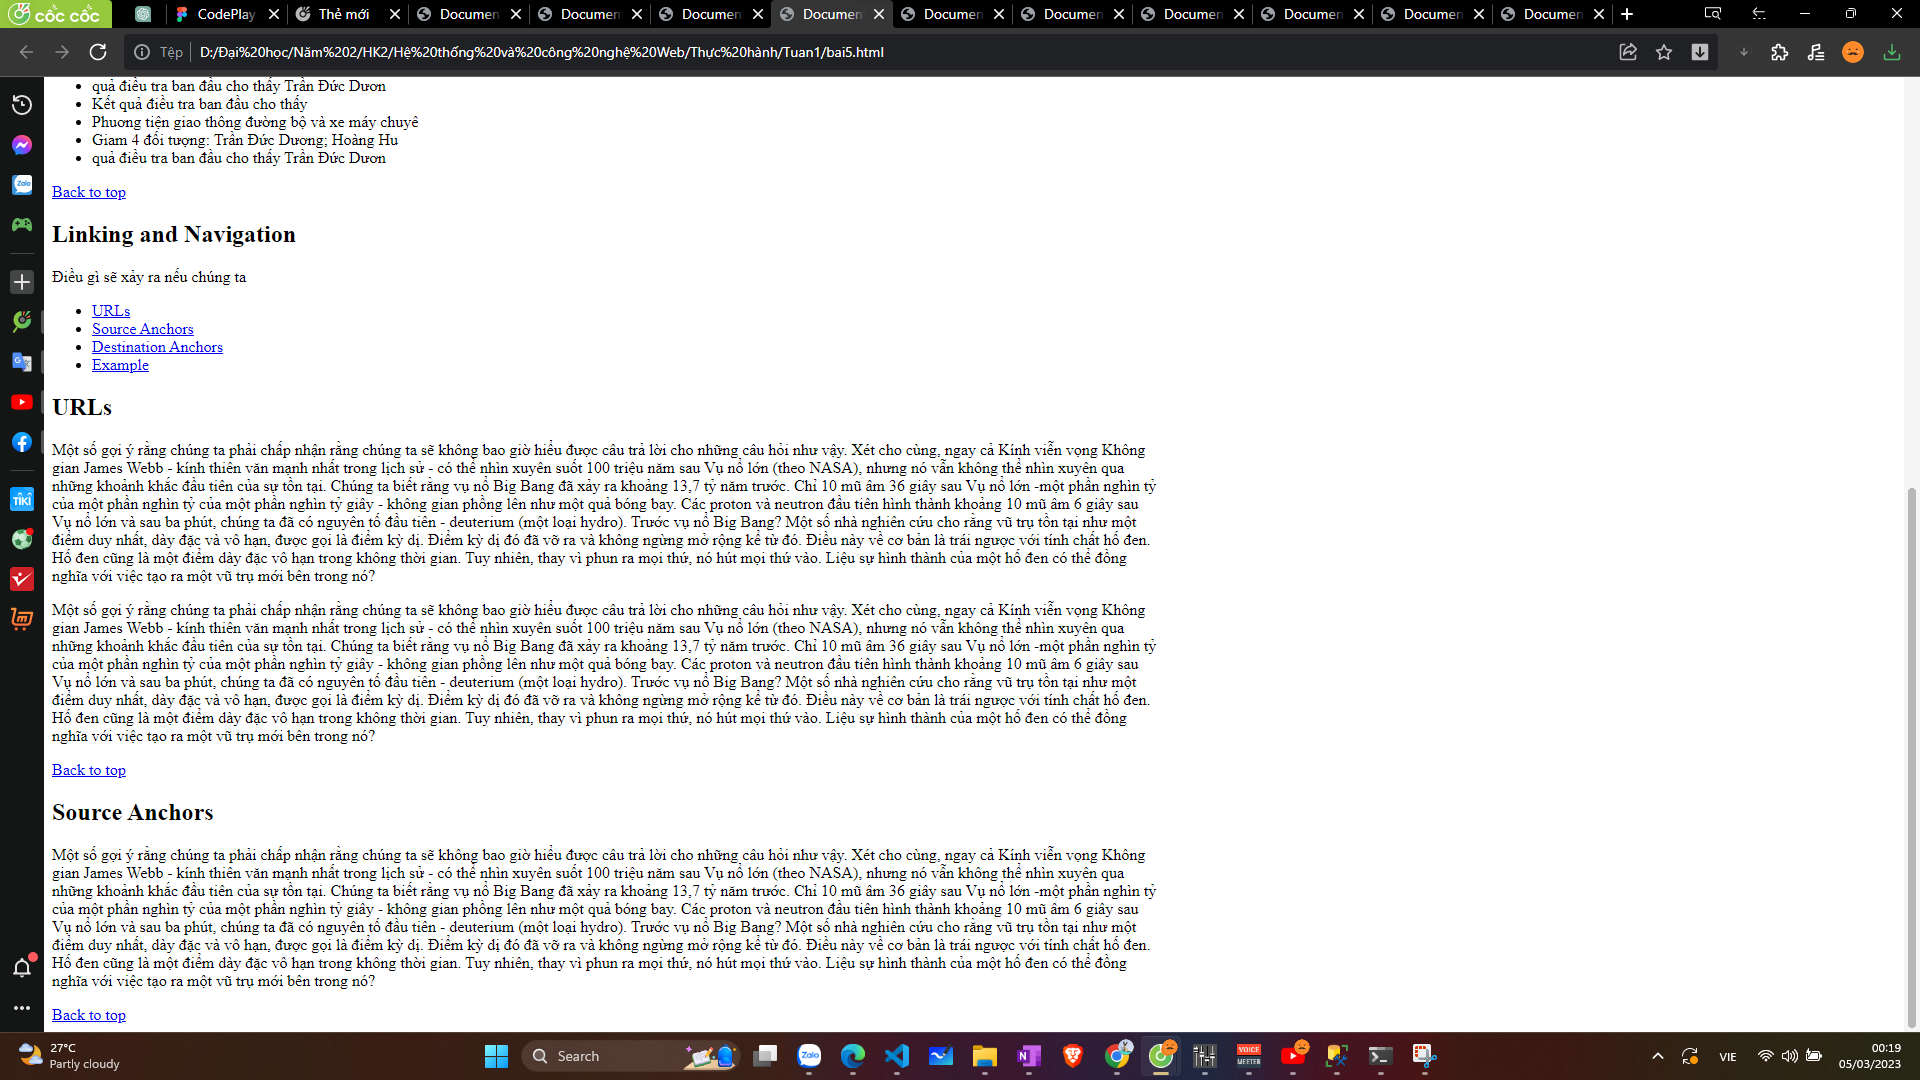 cốc cốc
CodePlay
Thẻ mới
Documen
Documen
Documen
Documen
Documen
Documen
Documen
Documen
Documen
Documen
Tệp
D:/Đại%20học/Năm%202/HK2/Hệ%20thống%20và%20công%20nghệ%20Web/Thực%20hành/Tuan1/bai5.html
quả điều tra ban đầu cho thấy Trần Đức Dươn
Kết quả điều tra ban đầu cho thấy
Phương tiện giao thông đường bộ và xe máy chuyê
Giam 4 đối tượng: Trần Đức Dương; Hoàng Hu
quả điều tra ban đầu cho thấy Trần Đức Dươn
Back to top
Linking and Navigation
Điều gì sẽ xảy ra nếu chúng ta
URLs
Source Anchors
Destination Anchors
Example
URLs
Một số gợi ý rằng chúng ta phải chấp nhận rằng chúng ta sẽ không bao giờ hiểu được câu trả lời cho những câu hỏi như vậy. Xét cho cùng, ngay cả Kính viễn vọng Không
gian James Webb - kính thiên văn mạnh nhất trong lịch sử - có thể nhìn xuyên suốt 100 triệu năm sau Vụ nổ lớn (theo NASA), nhưng nó vẫn không thể nhìn xuyên qua
những khoảnh khắc đầu tiên của sự tồn tại. Chúng ta biết rằng vụ nổ Big Bang đã xảy ra khoảng 13,7 tỷ năm trước. Chỉ 10 mũ âm 36 giây sau Vụ nổ lớn -một phần nghìn tỷ
của một phần nghìn tỷ của một phần nghìn tỷ giây - không gian phồng lên như một quả bóng bay. Các proton và neutron đầu tiên hình thành khoảng 10 mũ âm 6 giây sau
Vụ nổ lớn và sau ba phút, chúng ta đã có nguyên tố đầu tiên - deuterium (một loại hydro). Trước vụ nổ Big Bang? Một số nhà nghiên cứu cho rằng vũ trụ tồn tại như một
điểm duy nhất, dày đặc và vô hạn, được gọi là điểm kỳ dị. Điểm kỳ dị đó đã vỡ ra và không ngừng mở rộng kể từ đó. Điều này về cơ bản là trái ngược với tính chất hố đen.
Hố đen cũng là một điểm dày đặc vô hạn trong không thời gian. Tuy nhiên, thay vì phun ra mọi thứ, nó hút mọi thứ vào. Liệu sự hình thành của một hố đen có thể đồng
nghĩa với việc tạo ra một vũ trụ mới bên trong nó?
Một số gợi ý rằng chúng ta phải chấp nhận rằng chúng ta sẽ không bao giờ hiểu được câu trả lời cho những câu hỏi như vậy. Xét cho cùng, ngay cả Kính viễn vọng Không
gian James Webb - kính thiên văn mạnh nhất trong lịch sử - có thể nhìn xuyên suốt 100 triệu năm sau Vụ nổ lớn (theo NASA), nhưng nó vẫn không thể nhìn xuyên qua
những khoảnh khắc đầu tiên của sự tồn tại. Chúng ta biết rằng vụ nổ Big Bang đã xảy ra khoảng 13,7 tỷ năm trước. Chỉ 10 mũ âm 36 giây sau Vụ nổ lớn -một phần nghìn tỷ
của một phần nghìn tỷ của một phần nghìn tỷ giây - không gian phồng lên như một quả bóng bay. Các proton và neutron đầu tiên hình thành khoảng 10 mũ âm 6 giây sau
Vụ nổ lớn và sau ba phút, chúng ta đã có nguyên tố đầu tiên - deuterium (một loại hydro). Trước vụ nổ Big Bang? Một số nhà nghiên cứu cho rằng vũ trụ tồn tại như một
điểm duy nhất, dày đặc và vô hạn, được gọi là điểm kỳ dị. Điểm kỳ dị đó đã vỡ ra và không ngừng mở rộng kể từ đó. Điều này về cơ bản là trái ngược với tính chất hố đen.
Hố đen cũng là một điểm dày đặc vô hạn trong không thời gian. Tuy nhiên, thay vì phun ra mọi thứ, nó hút mọi thứ vào. Liệu sự hình thành của một hố đen có thể đồng
nghĩa với việc tạo ra một vũ trụ mới bên trong nó?
Back to top
Source Anchors
Một số gợi ý rằng chúng ta phải chấp nhận rằng chúng ta sẽ không bao giờ hiểu được câu trả lời cho những câu hỏi như vậy. Xét cho cùng, ngay cả Kính viễn vọng Không
gian James Webb - kính thiên văn mạnh nhất trong lịch sử - có thể nhìn xuyên suốt 100 triệu năm sau Vụ nổ lớn (theo NASA), nhưng nó vẫn không thể nhìn xuyên qua
những khoảnh khắc đầu tiên của sự tồn tại. Chúng ta biết rằng vụ nổ Big Bang đã xảy ra khoảng 13,7 tỷ năm trước. Chỉ 10 mũ âm 36 giây sau Vụ nổ lớn -một phần nghìn tỷ
của một phần nghìn tỷ của một phần nghìn tỷ giây - không gian phồng lên như một quả bóng bay. Các proton và neutron đầu tiên hình thành khoảng 10 mũ âm 6 giây sau
Vụ nổ lớn và sau ba phút, chúng ta đã có nguyên tố đầu tiên - deuterium (một loại hydro). Trước vụ nổ Big Bang? Một số nhà nghiên cứu cho rằng vũ trụ tồn tại như một
điểm duy nhất, dày đặc và vô hạn, được gọi là điểm kỳ dị. Điểm kỳ dị đó đã vỡ ra và không ngừng mở rộng kể từ đó. Điều này về cơ bản là trái ngược với tính chất hố đen.
Hố đen cũng là một điểm dày đặc vô hạn trong không thời gian. Tuy nhiên, thay vì phun ra mọi thứ, nó hút mọi thứ vào. Liệu sự hình thành của một hố đen có thể đồng
nghĩa với việc tạo ra một vũ trụ mới bên trong nó?
Back to top
Zalo
TIKI
27°C
Partly cloudy
Search
Zalo
VOICE
MEETER
VIE
00:19
05/03/2023